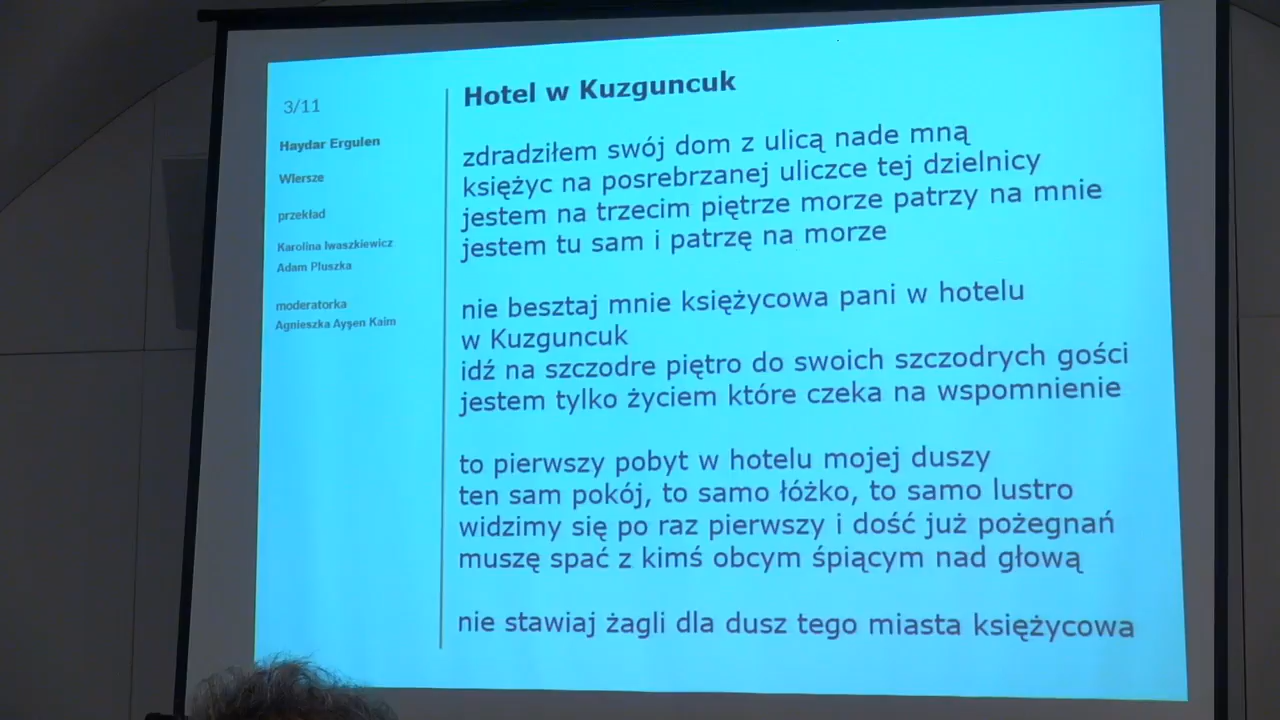 3/11
Haydar Ergulen
Wiersze
przekład
Karolina Iwaszkiewicz
Adam Pluszka
moderatorka
Agnieszka Ayşen Kaim
Hotel w Kuzguncuk
zdradziłem swój dom z ulicą nade mną
księżyc na posrebrzanej uliczce tej dzielnicy
jestem na trzecim piętrze morze patrzy na mnie
jestem tu sam i patrzę na morze
nie besztaj mnie księżycowa pani w hotelu
w Kuzguncuk
idź na szczodre piętro do swoich szczodrych gości
jestem tylko życiem które czeka na wspomnienie
to pierwszy pobyt w hotelu mojej duszy
ten sam pokój, to samo łóżko, to samo lustro
widzimy się po raz pierwszy i dość już pożegnań
muszę spać z kimś obcym śpiącym nad głową
nie stawiaj żagli dla dusz tego miasta księżycowa